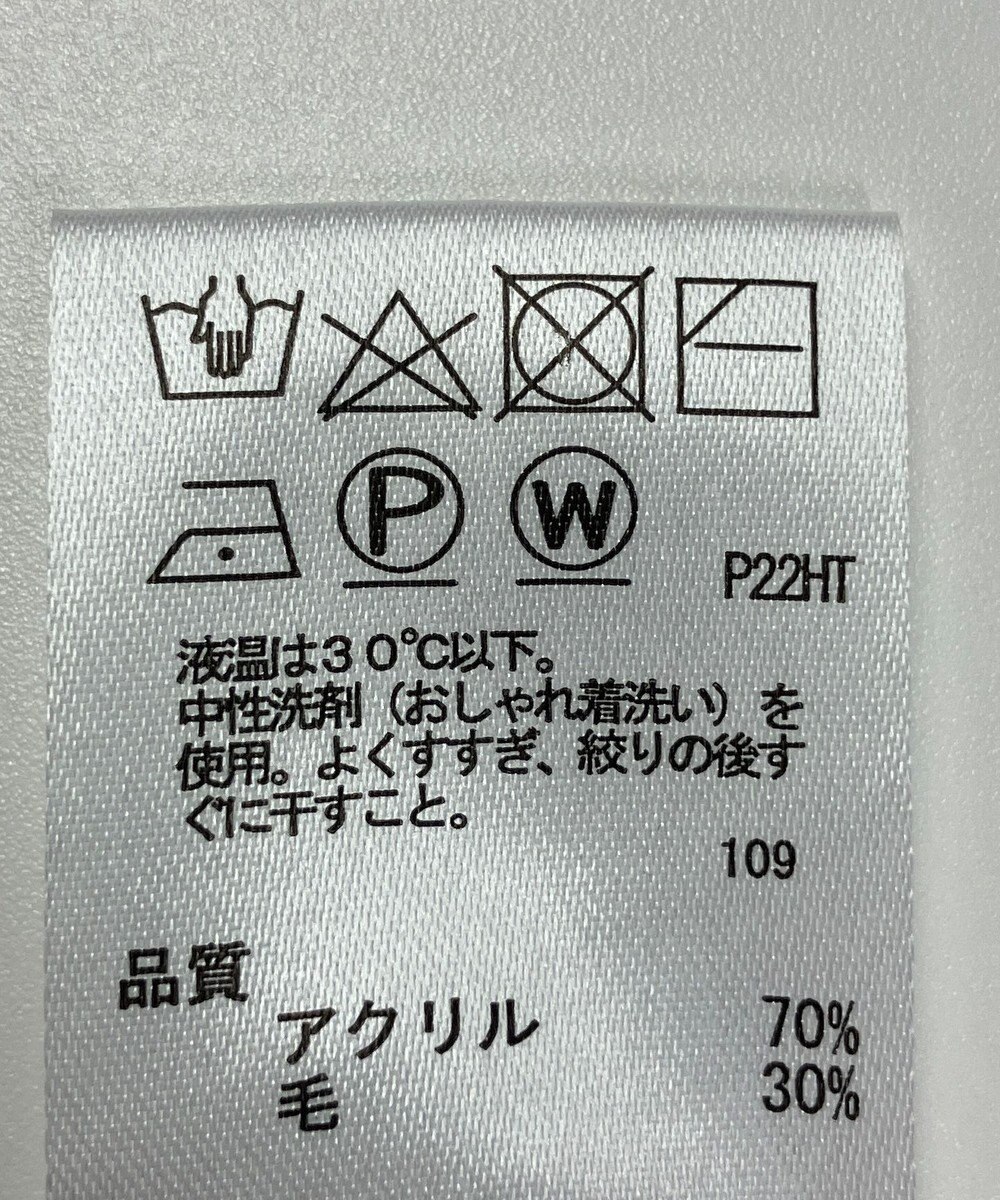 P W
P22HT
液温は３０℃以下。
中性洗剤（おしゃれ着洗い）を
使用。よくすすぎ、絞りの後す
ぐに干すこと。
109
品質
アクリル 70%
毛 30%